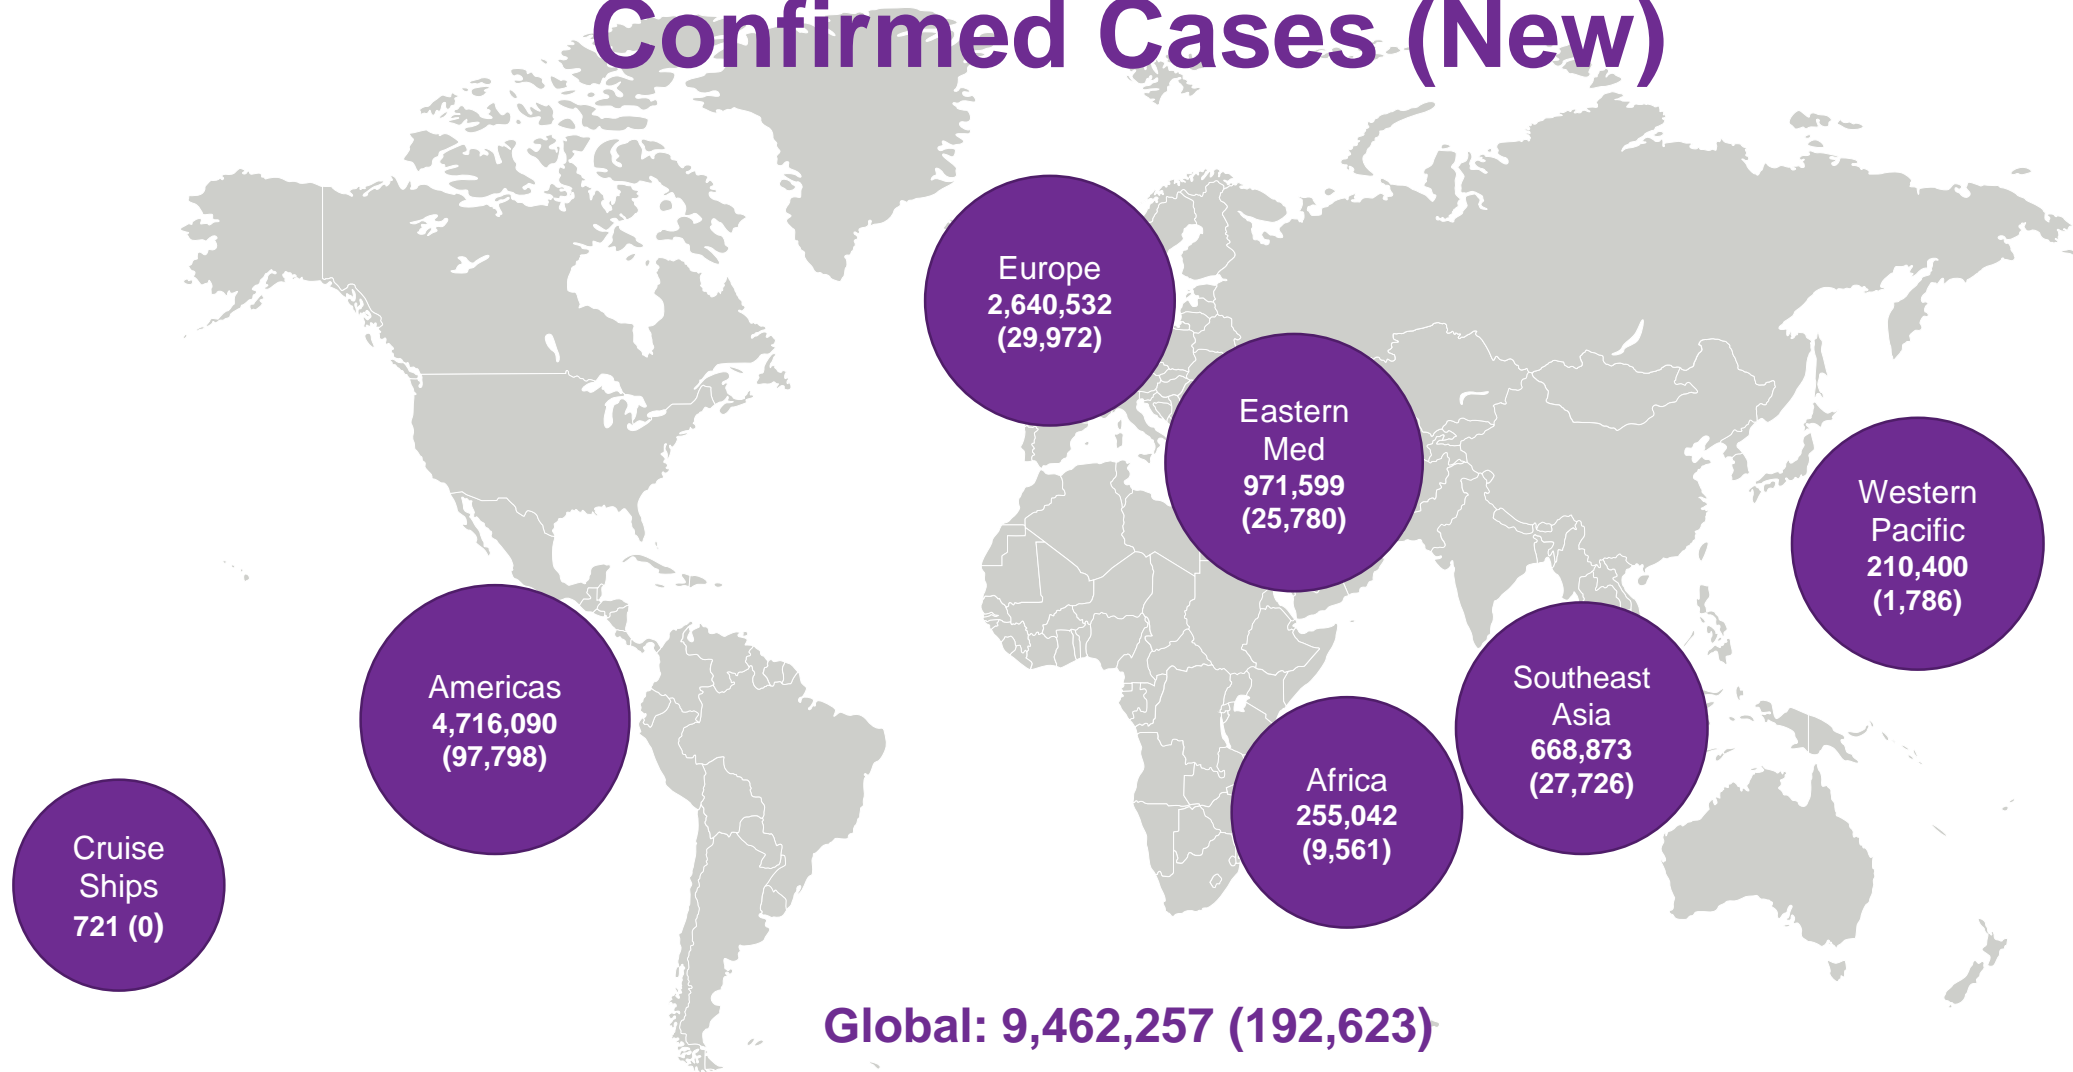 Confirmed Cases (New)
Europe
2,640,532
(29,972)
Eastern
Med
971,599
(25,780)
Western
Pacific
210,400
(1,786)
Americas
4,716,090
(97,798)
Southeast
Asia
668,873
(27,726)
Africa
255,042
(9,561)
Cruise
Ships
721 (0)
Global: 9,462,257 (192,623)